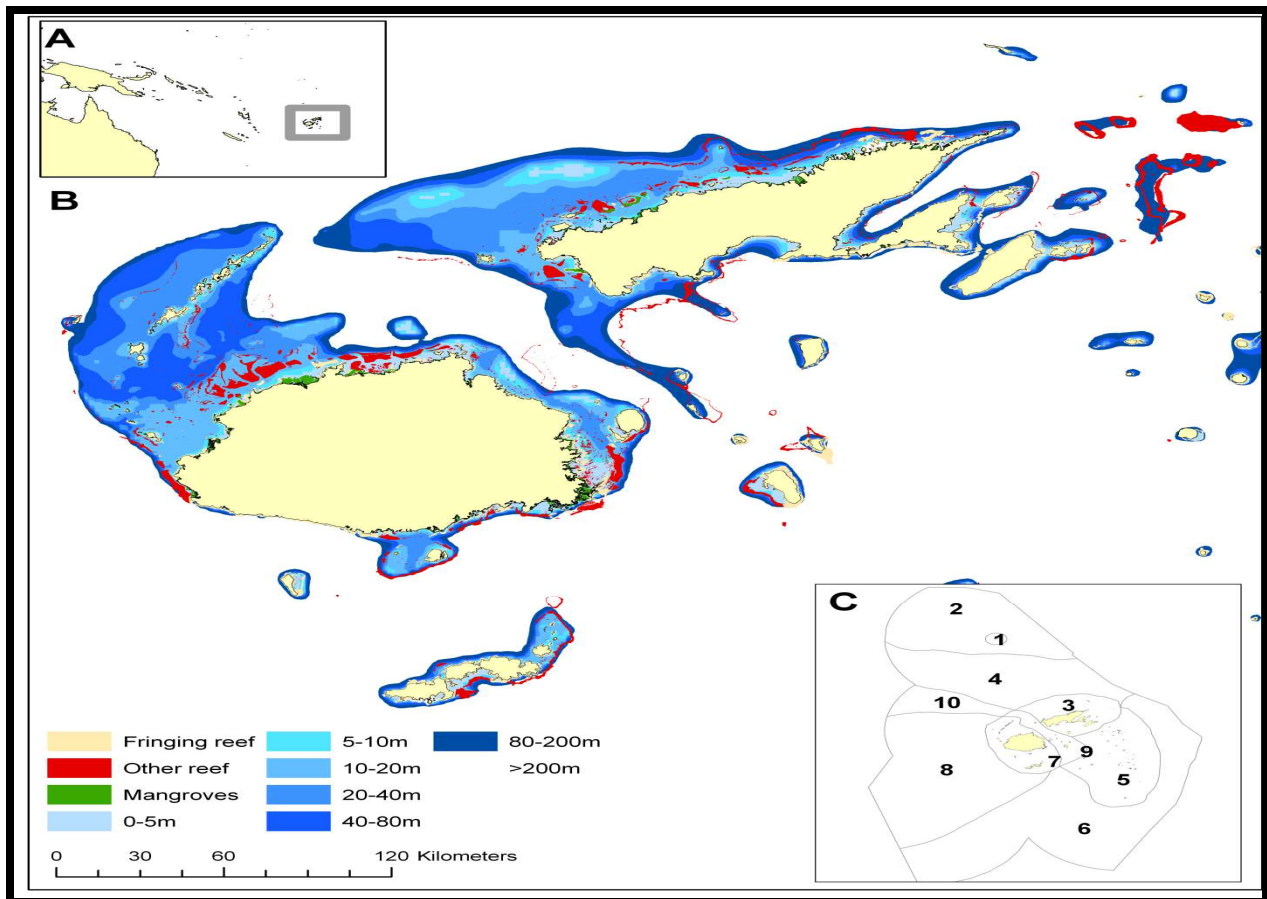 A
B
Fringing reef
Other reef
Mangroves
0-5m
5-10m
10-20m
20-40m
40-80m
80-200m
>200m
0 30 60 120 Kilometers
C
2
1
4
10
3
9
7
8
5
6